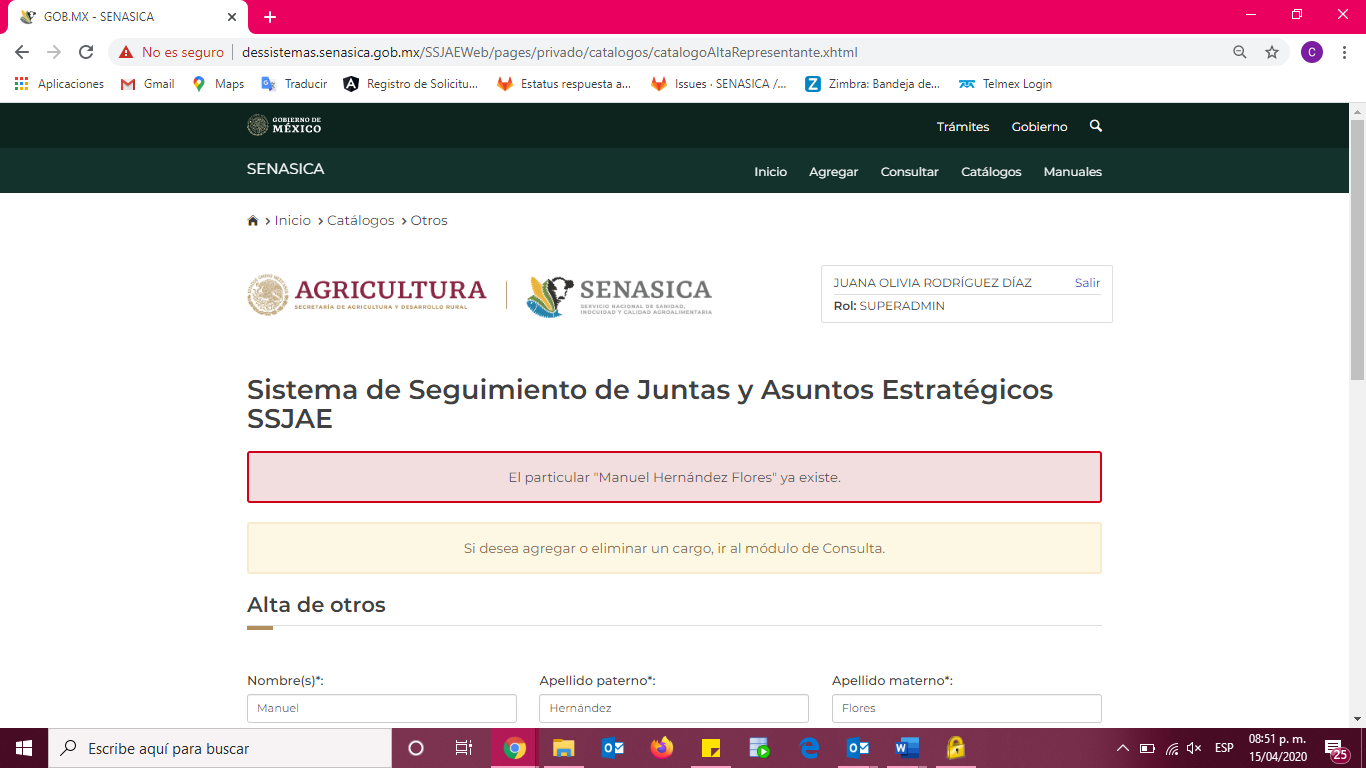 GOB.MX - SENASICA
No es seguro
dessistemas.senasica.gob.mx/SSJAEWeb/pages/privado/catalogos/catalogoAltaRepresentante.xhtml
C
Aplicaciones Gmail Maps Traducir Registro de Solicitu... Estatus respuesta a... Issues · SENASICA /... Zimbra: Bandeja de... Telmex Login
GOBIERNO DE
MÉXICO
Trámites Gobierno
SENASICA
Inicio Agregar Consultar Catálogos Manuales
Inicio Catálogos Otros
AGRICULTURA
SECRETARÍA DE AGRICULTURA Y DESARROLLO RURAL
SENASICA
SERVICIO NACIONAL DE SANIDAD,
INOCUIDAD Y CALIDAD AGROALIMENTARIA
JUANA OLIVIA RODRÍGUEZ DÍAZ Salir
Rol: SUPERADMIN
Sistema de Seguimiento de Juntas y Asuntos Estratégicos
SSJAE
El particular "Manuel Hernández Flores" ya existe.
Si desea agregar o eliminar un cargo, ir al módulo de Consulta.
Alta de otros
Nombre(s)*: Apellido paterno*: Apellido materno*:
Manuel Hernández Flores
Escribe aquí para buscar
ESP
08:51 p. m.
15/04/2020
25